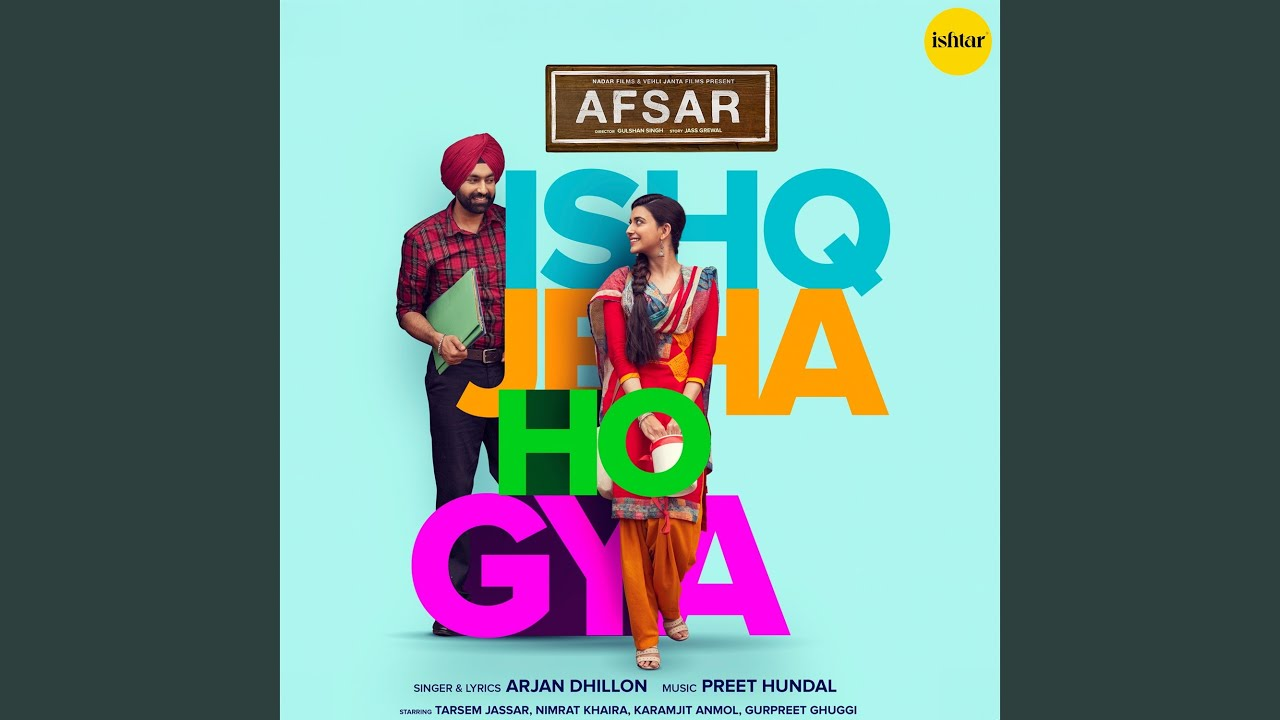 ishtar
NADAR FILMS & VEHLI JANTA FILMS PRESENT
AFSAR
DIRECTOR GULSHAN SINGH STORY JASS GREWAL
ISHQ
JEHA
HO
GYA
SINGER & LYRICS ARJAN DHILLON MUSIC PREET HUNDAL
STARRING TARSEM JASSAR, NIMRAT KHAIRA, KARAMJIT ANMOL, GURPREET GHUGGI